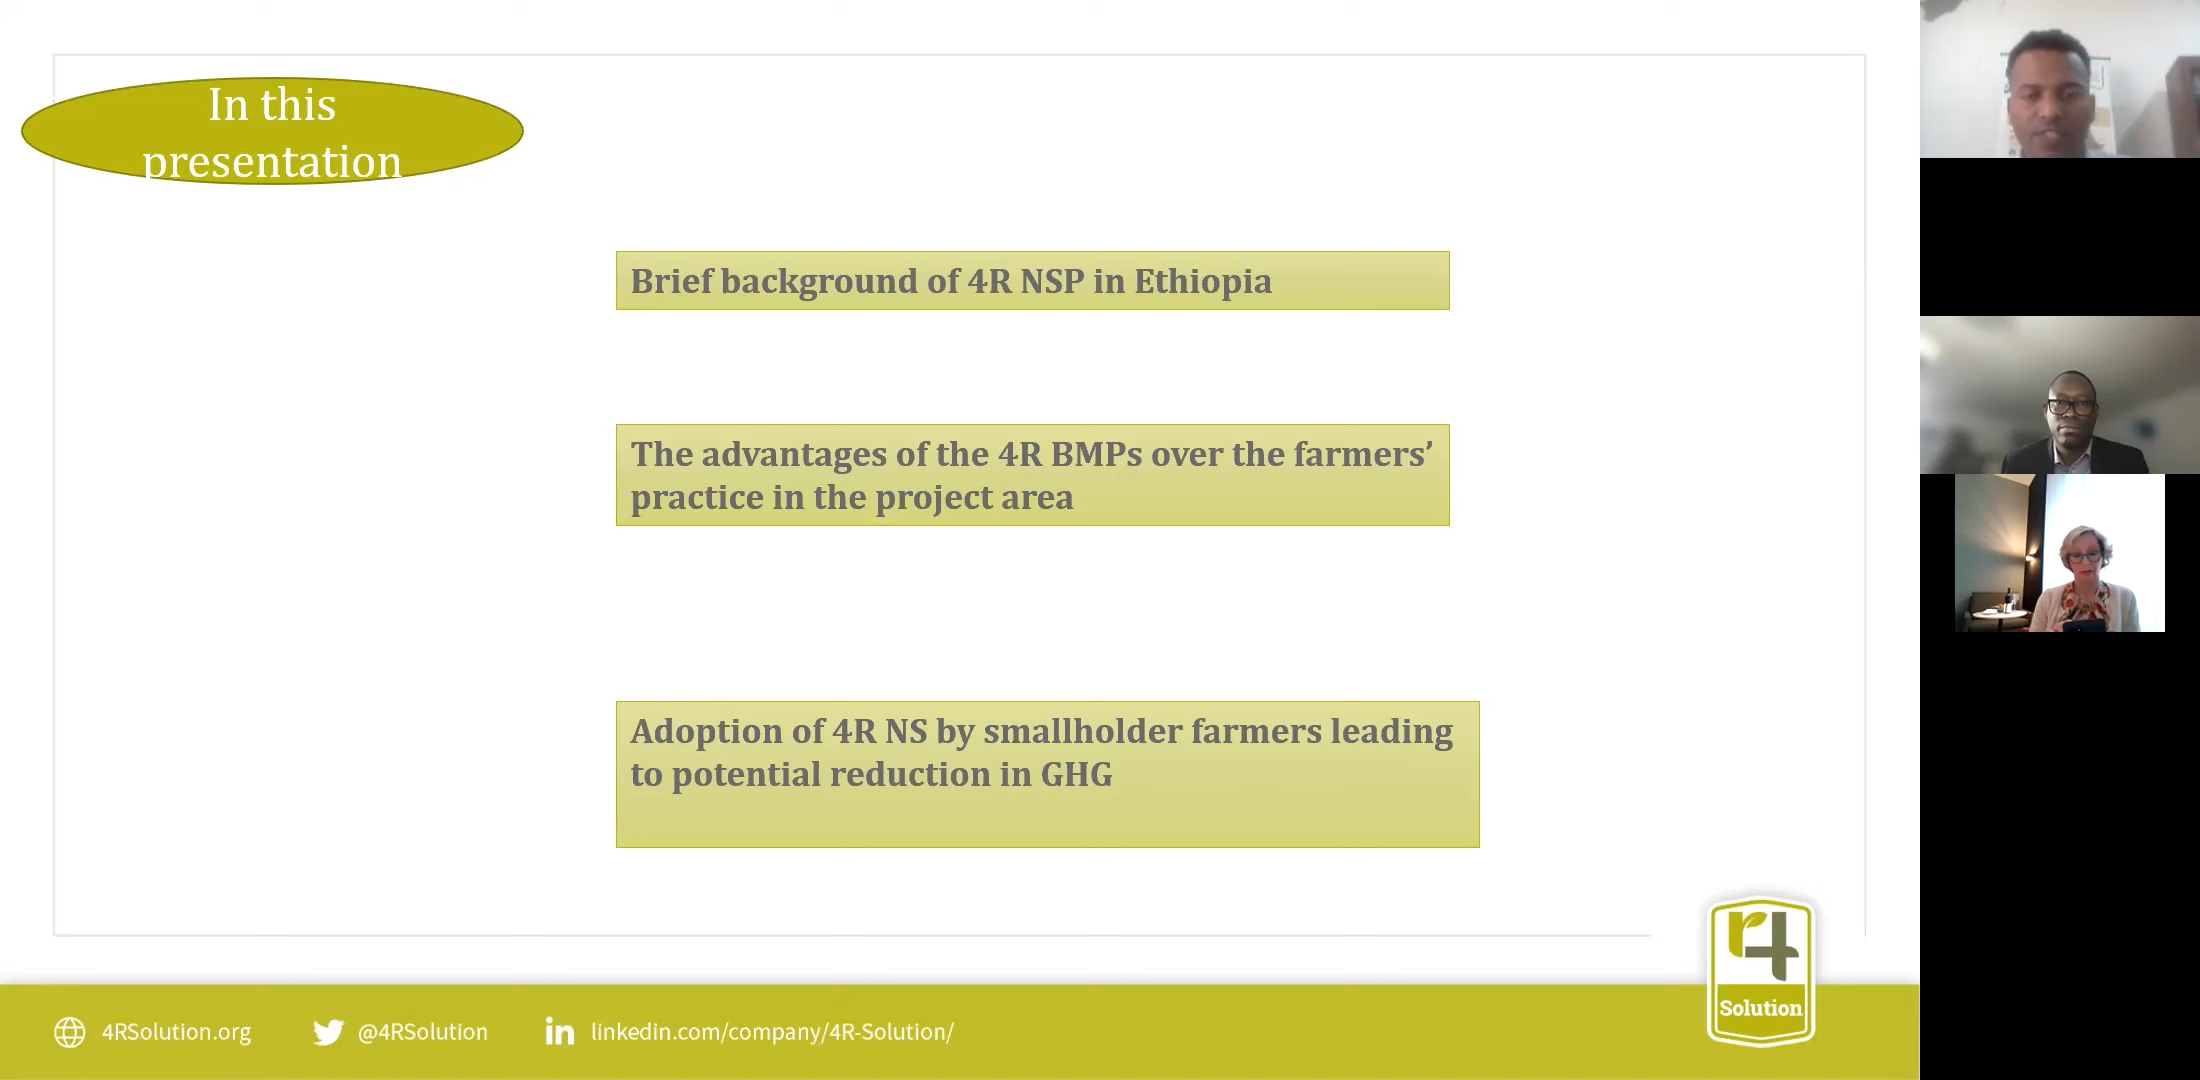 In this
presentation
Brief background of 4R NSP in Ethiopia
The advantages of the 4R BMPs over the farmers’
practice in the project area
Adoption of 4R NS by smallholder farmers leading
to potential reduction in GHG
r4
Solution
4RSolution.org
@4RSolution
in
linkedin.com/company/4R-Solution/